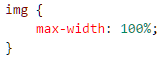 img {
    max-width: 100%;
}